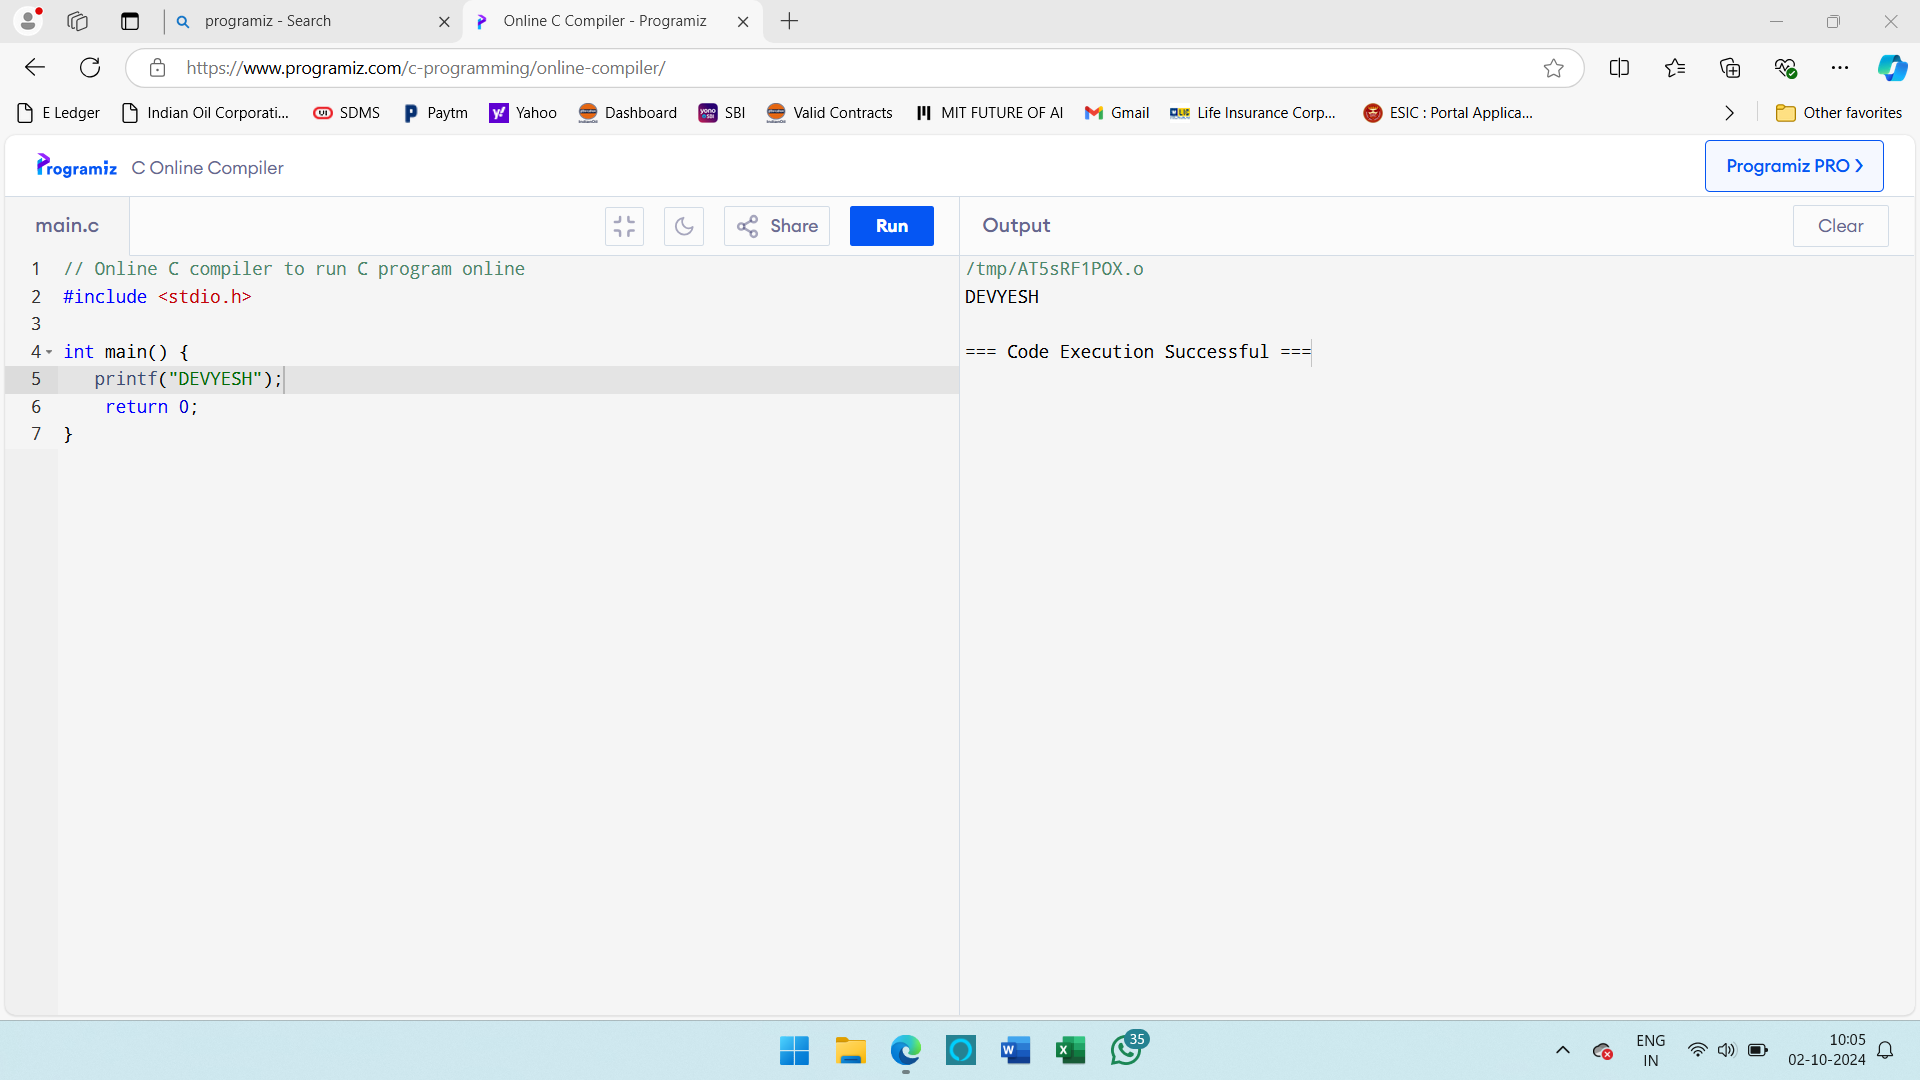 programiz - Search
Online C Compiler - Programiz
https://www.programiz.com/c-programming/online-compiler/
E Ledger
Indian Oil Corporati...
SDMS
Paytm
Yahoo
Dashboard
SBI
Valid Contracts
MIT FUTURE OF AI
Gmail
Life Insurance Corp...
ESIC : Portal Applica...
Other favorites
Programiz C Online Compiler
Programiz PRO
main.c
Share
Run
Output
Clear
1 // Online C compiler to run C program online
2 #include <stdio.h>
3
4 int main() {
5 printf("DEVYESH");
6 return 0;
7 }
/tmp/AT5sRF1POX.o
DEVYESH
=== Code Execution Successful ===
35
ENG
IN
10:05
02-10-2024